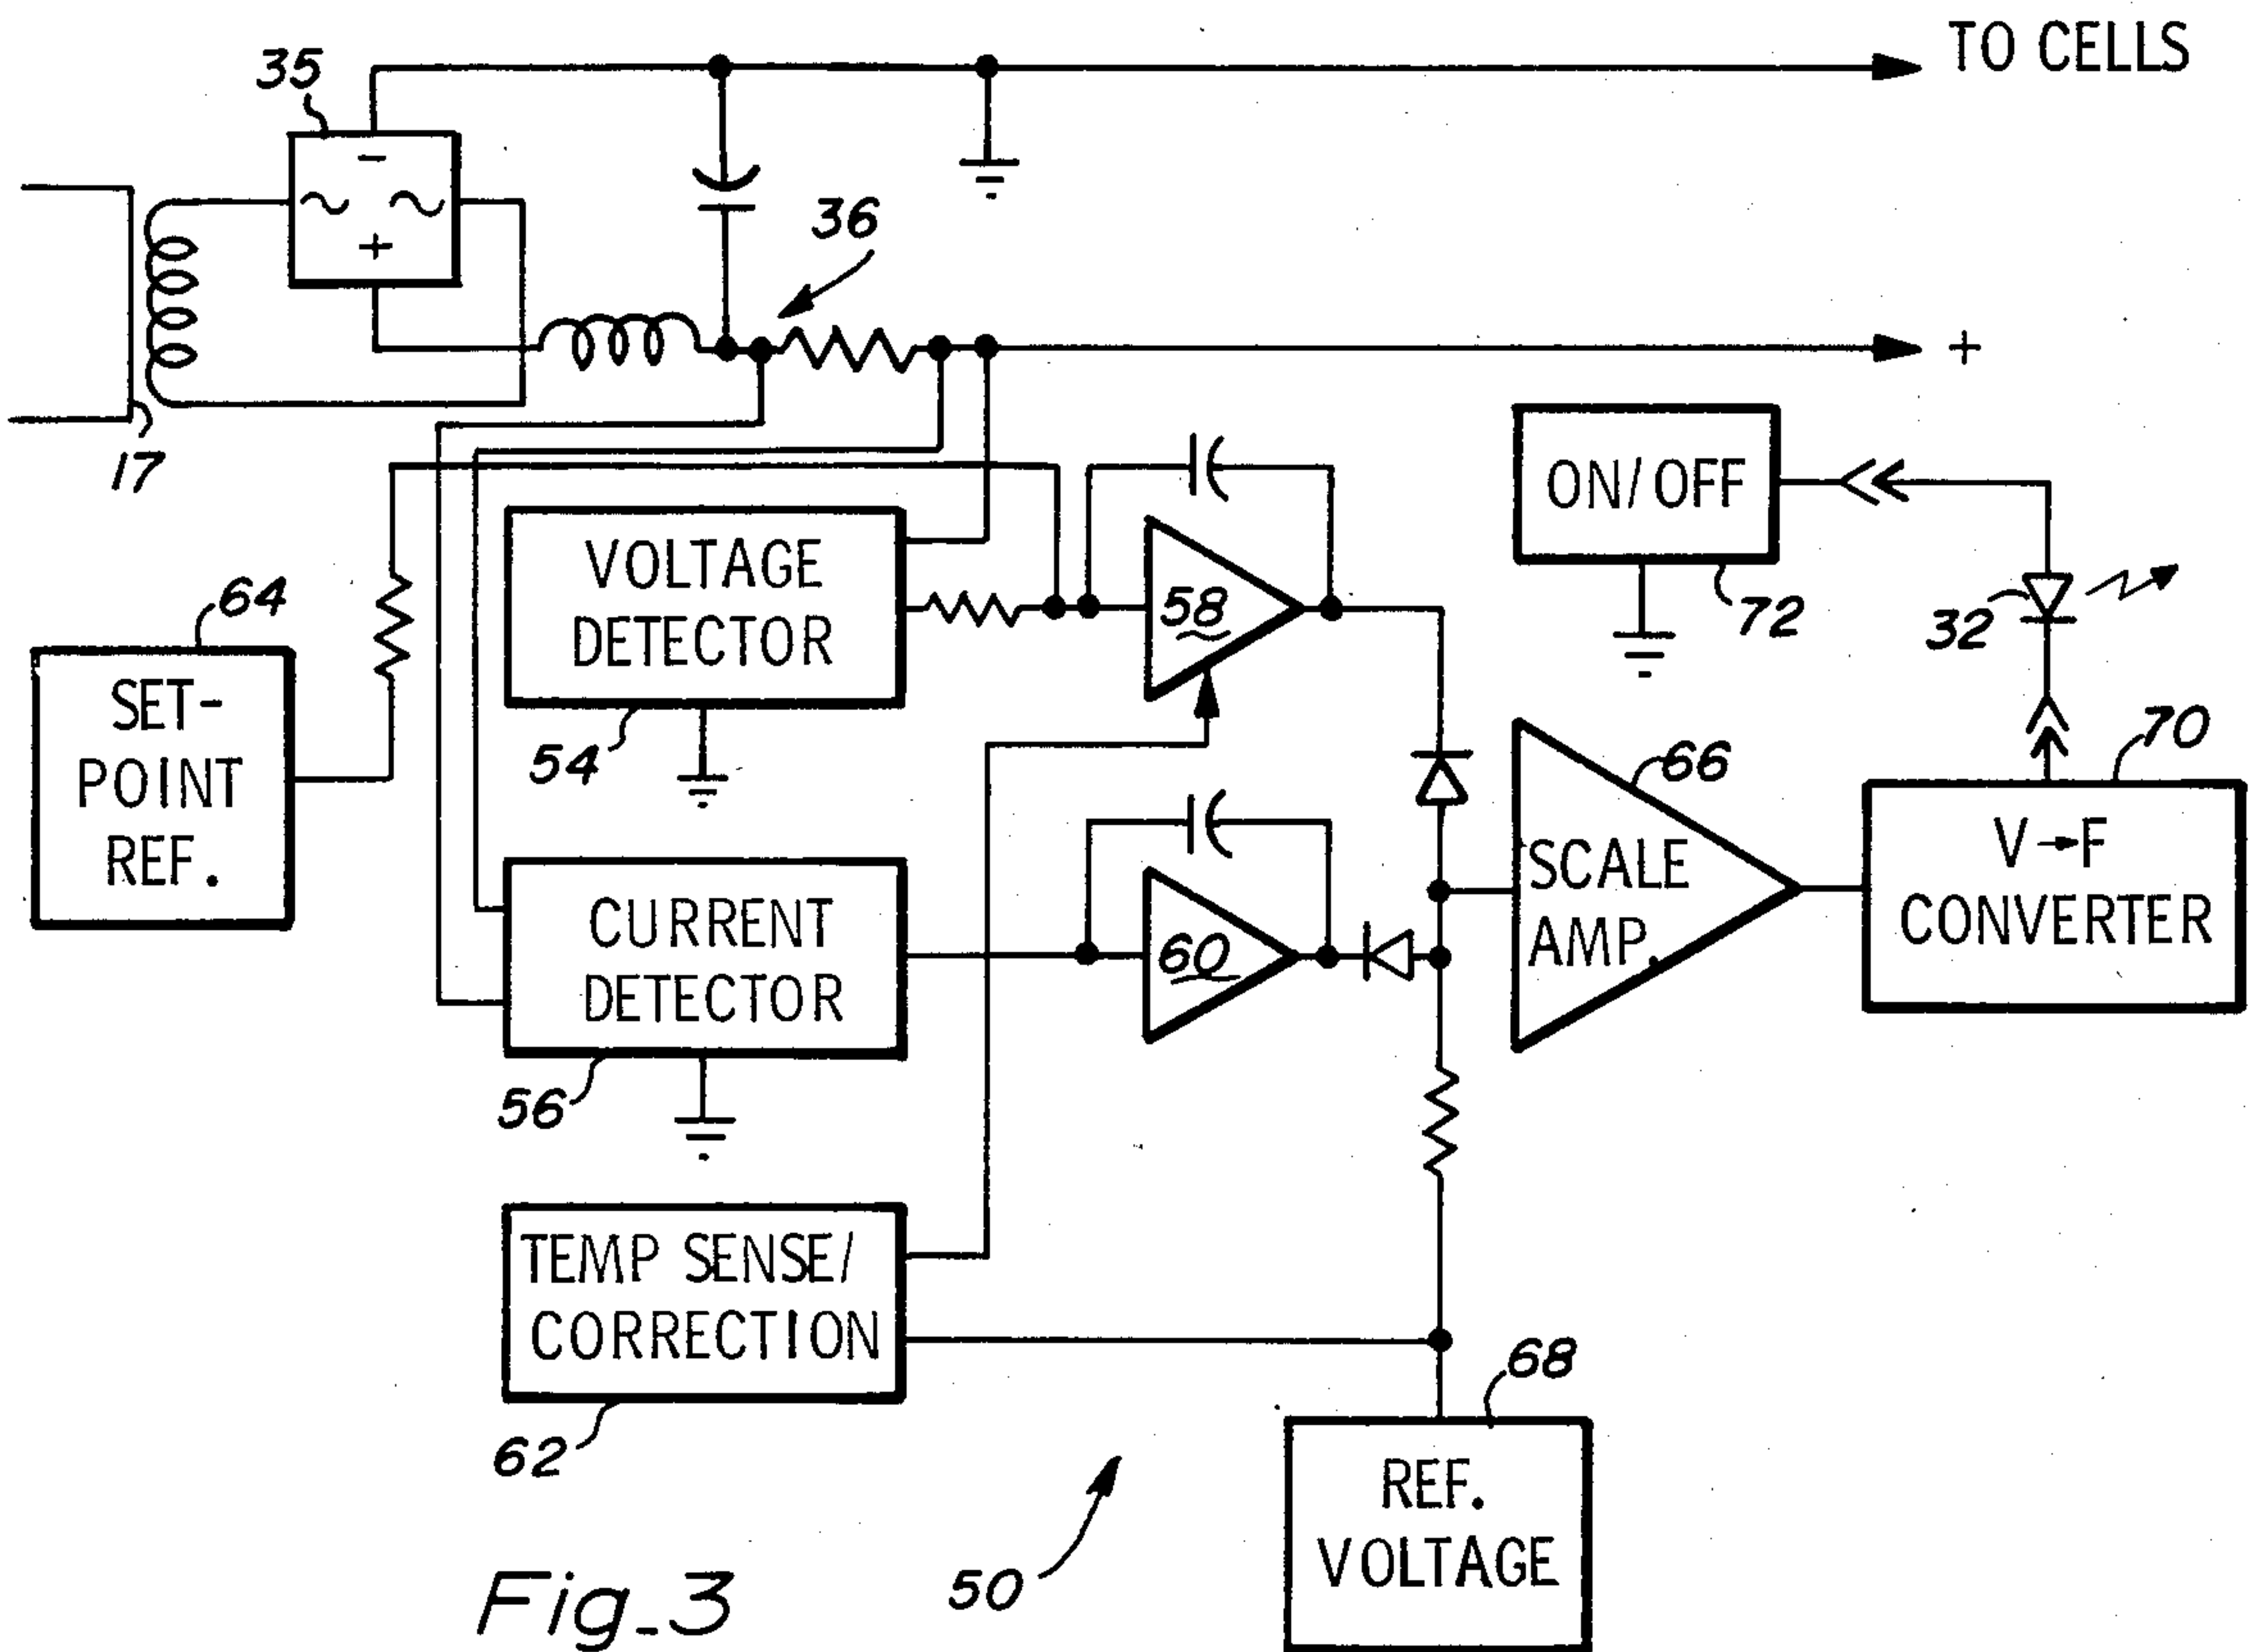 TO CELLS
35
-
+
36
+
17
ON/OFF
72
32
VOLTAGE
DETECTOR
54
58
64
SET-
POINT
REF.
66
SCALE
AMP.
70
V→F
CONVERTER
CURRENT
DETECTOR
56
60
TEMP SENSE/
CORRECTION
62
68
REF.
VOLTAGE
50
Fig_3